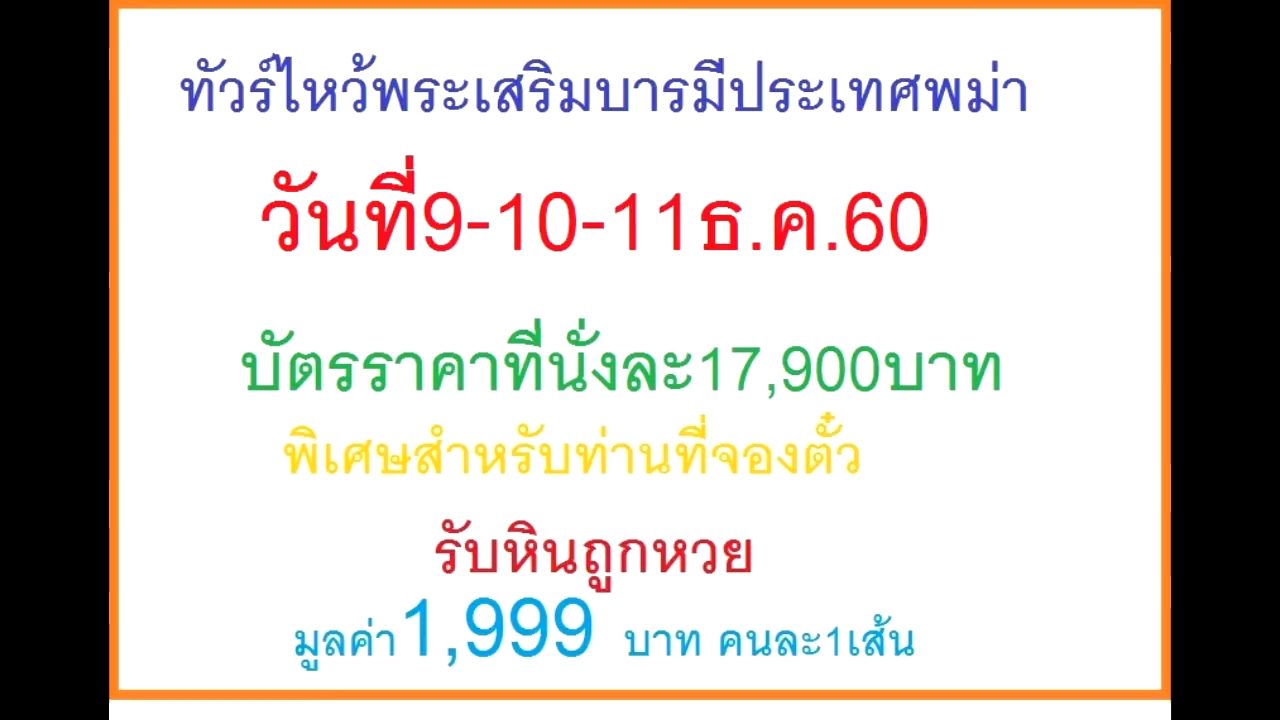 ทัวร์ไหว้พระเสริมบารมีประเทศพม่า
วันที่9-10-11ธ.ค.60
บัตรราคาที่นั่งละ17,900บาท
พิเศษสำหรับท่านที่จองตั๋ว
รับหินถูกหวย
มูลค่า1,999 บาท คนละ1เส้น